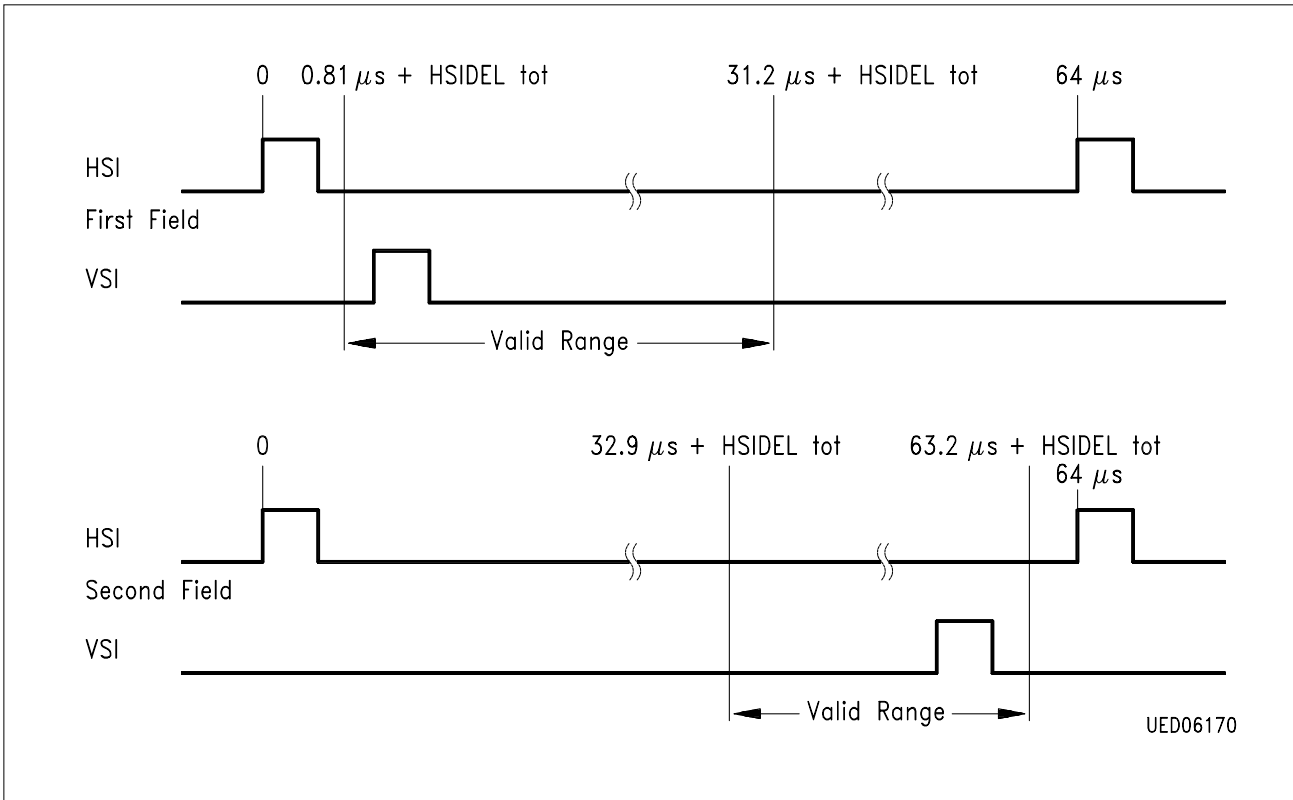 0 0.81 μs + HSIDEL tot 31.2 μs + HSIDEL tot 64 μs
HSI
First Field
VSI
Valid Range
0 32.9 μs + HSIDEL tot 63.2 μs + HSIDEL tot
64 μs
HSI
Second Field
VSI
Valid Range
UED06170